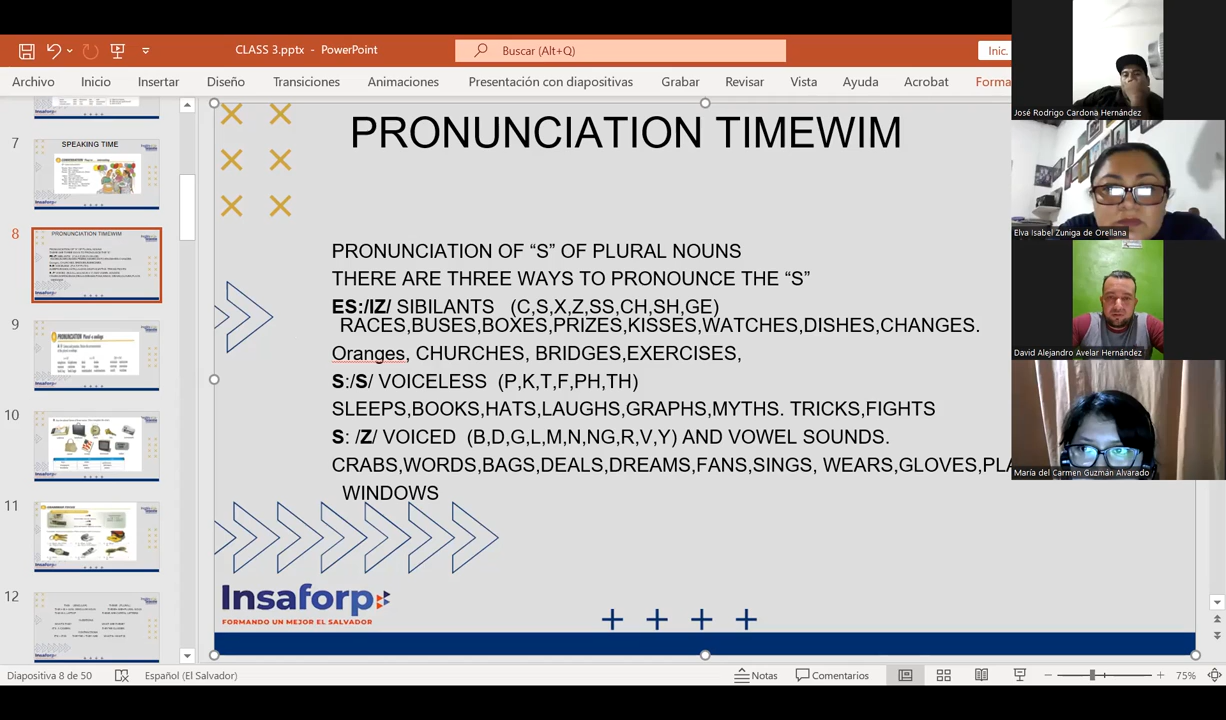 CLASS 3.pptx - PowerPoint
Buscar (Alt+Q)
Inic.
Archivo Inicio Insertar Diseño Transiciones Animaciones Presentación con diapositivas Grabar Revisar Vista Ayuda Acrobat Forma
José Rodrigo Cardona Hernández
Elva Isabel Zuniga de Orellana
David Alejandro Avelar Hernández
María del Carmen Guzmán Alvarado
7
SPEAKING TIME
8
PRONUNCIATION TIMEWIM
9
10
11
12
PRONUNCIATION TIMEWIM
PRONUNCIATION OF “S” OF PLURAL NOUNS
THERE ARE THREE WAYS TO PRONOUNCE THE “S”
ES:/IZ/ SIBILANTS (C,S,X,Z,SS,CH,SH,GE)
RACES,BUSES,BOXES,PRIZES,KISSES,WATCHES,DISHES,CHANGES.
Oranges, CHURCHES, BRIDGES,EXERCISES,
S:/S/ VOICELESS (P,K,T,F,PH,TH)
SLEEPS,BOOKS,HATS,LAUGHS,GRAPHS,MYTHS. TRICKS,FIGHTS
S: /Z/ VOICED (B,D,G,L,M,N,NG,R,V,Y) AND VOWEL SOUNDS.
CRABS,WORDS,BAGS,DEALS,DREAMS,FANS,SINGS, WEARS,GLOVES,PLA
WINDOWS
Insaforp
FORMANDO UN MEJOR EL SALVADOR
Diapositiva 8 de 50
Español (El Salvador)
Notas
Comentarios
75%